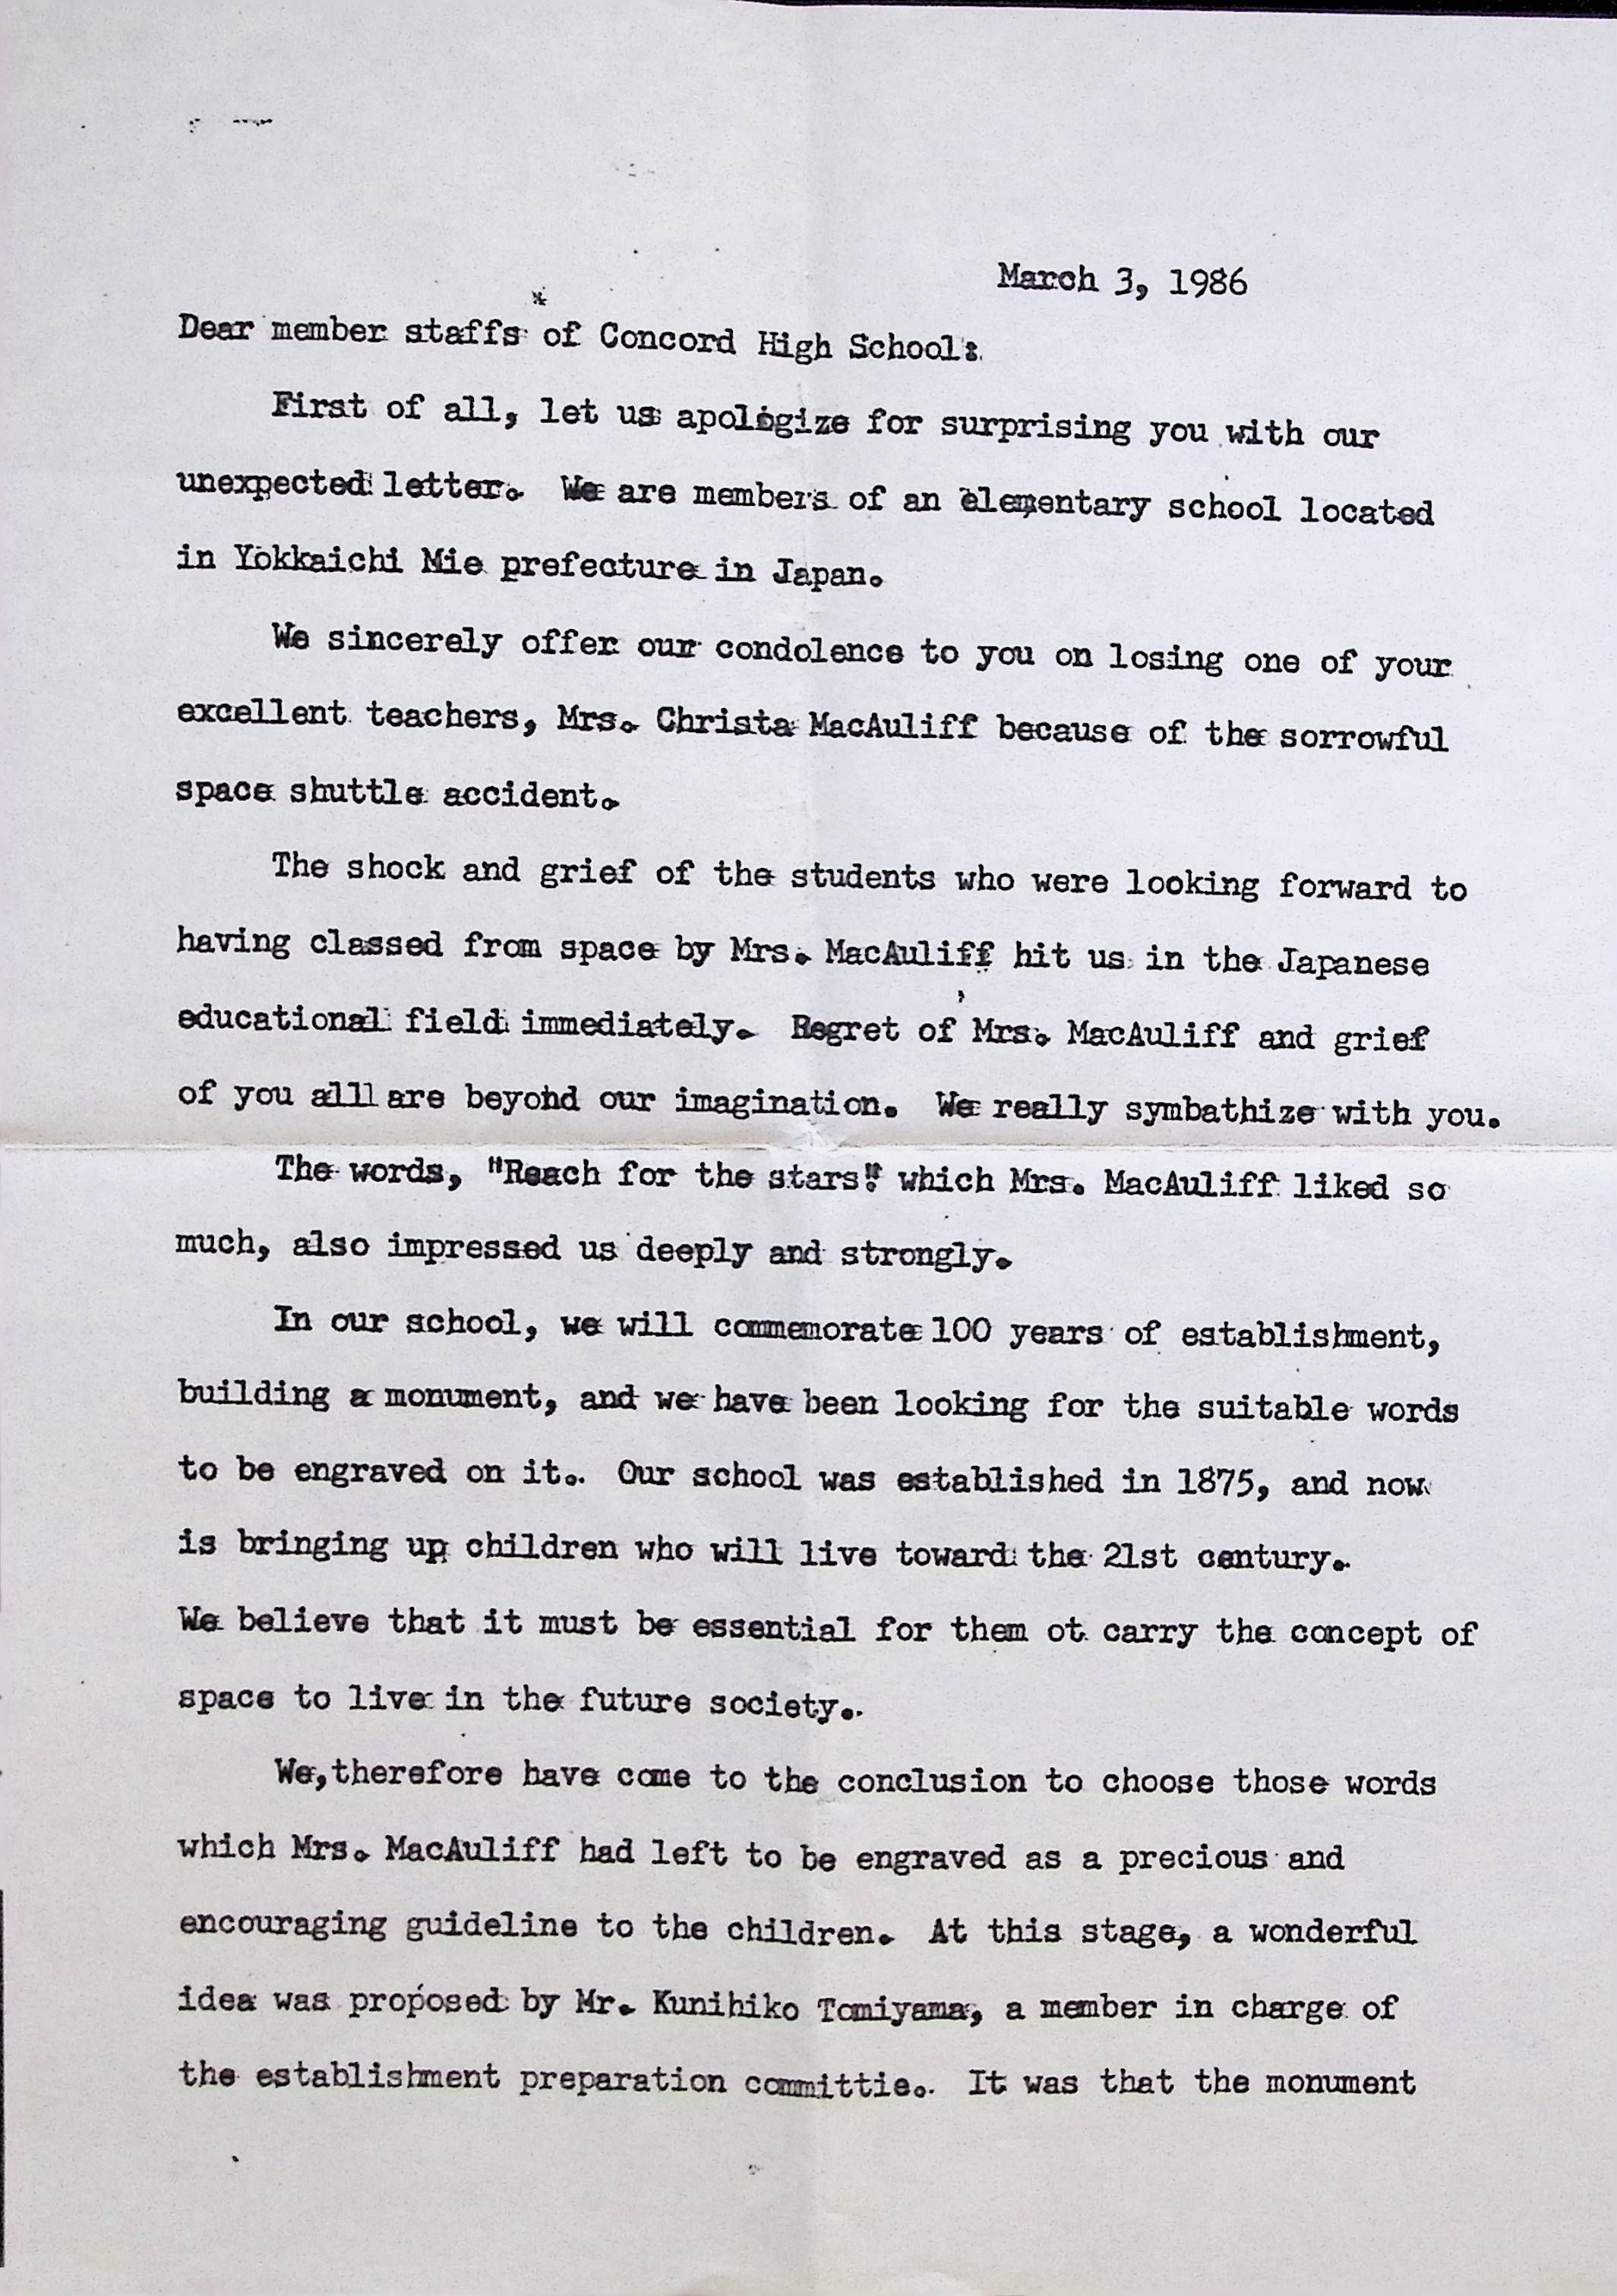 March 3, 1986
Dear member staffs of Concord High School:
First of all, let us apologize for surprising you with our
unexpected letter. We are members of an elementary school located
in Yokkaichi Mie prefecture in Japan.
We sincerely offer our condolence to you on losing one of your
excellent teachers, Mrs. Christa MacAuliff because of the sorrowful
space shuttle accident.
The shock and grief of the students who were looking forward to
having classed from space by Mrs. MacAuliff hit us in the Japanese
educational field immediately. Regret of Mrs. MacAuliff and grief
of you alll are beyond our imagination. We really symbathize with you.
The words, "Reach for the stars!" which Mrs. MacAuliff liked so
much, also impressed us deeply and strongly.
In our school, we will commemorate 100 years of establishment,
building a monument, and we have been looking for the suitable words
to be engraved on it. Our school was established in 1875, and now
is bringing up children who will live toward the 21st century.
We believe that it must be essential for them ot carry the concept of
space to live in the future society.
We, therefore have come to the conclusion to choose those words
which Mrs. MacAuliff had left to be engraved as a precious and
encouraging guideline to the children. At this stage, a wonderful
idea was proposed by Mr. Kunihiko Tomiyama, a member in charge of
the establishment preparation committie. It was that the monument